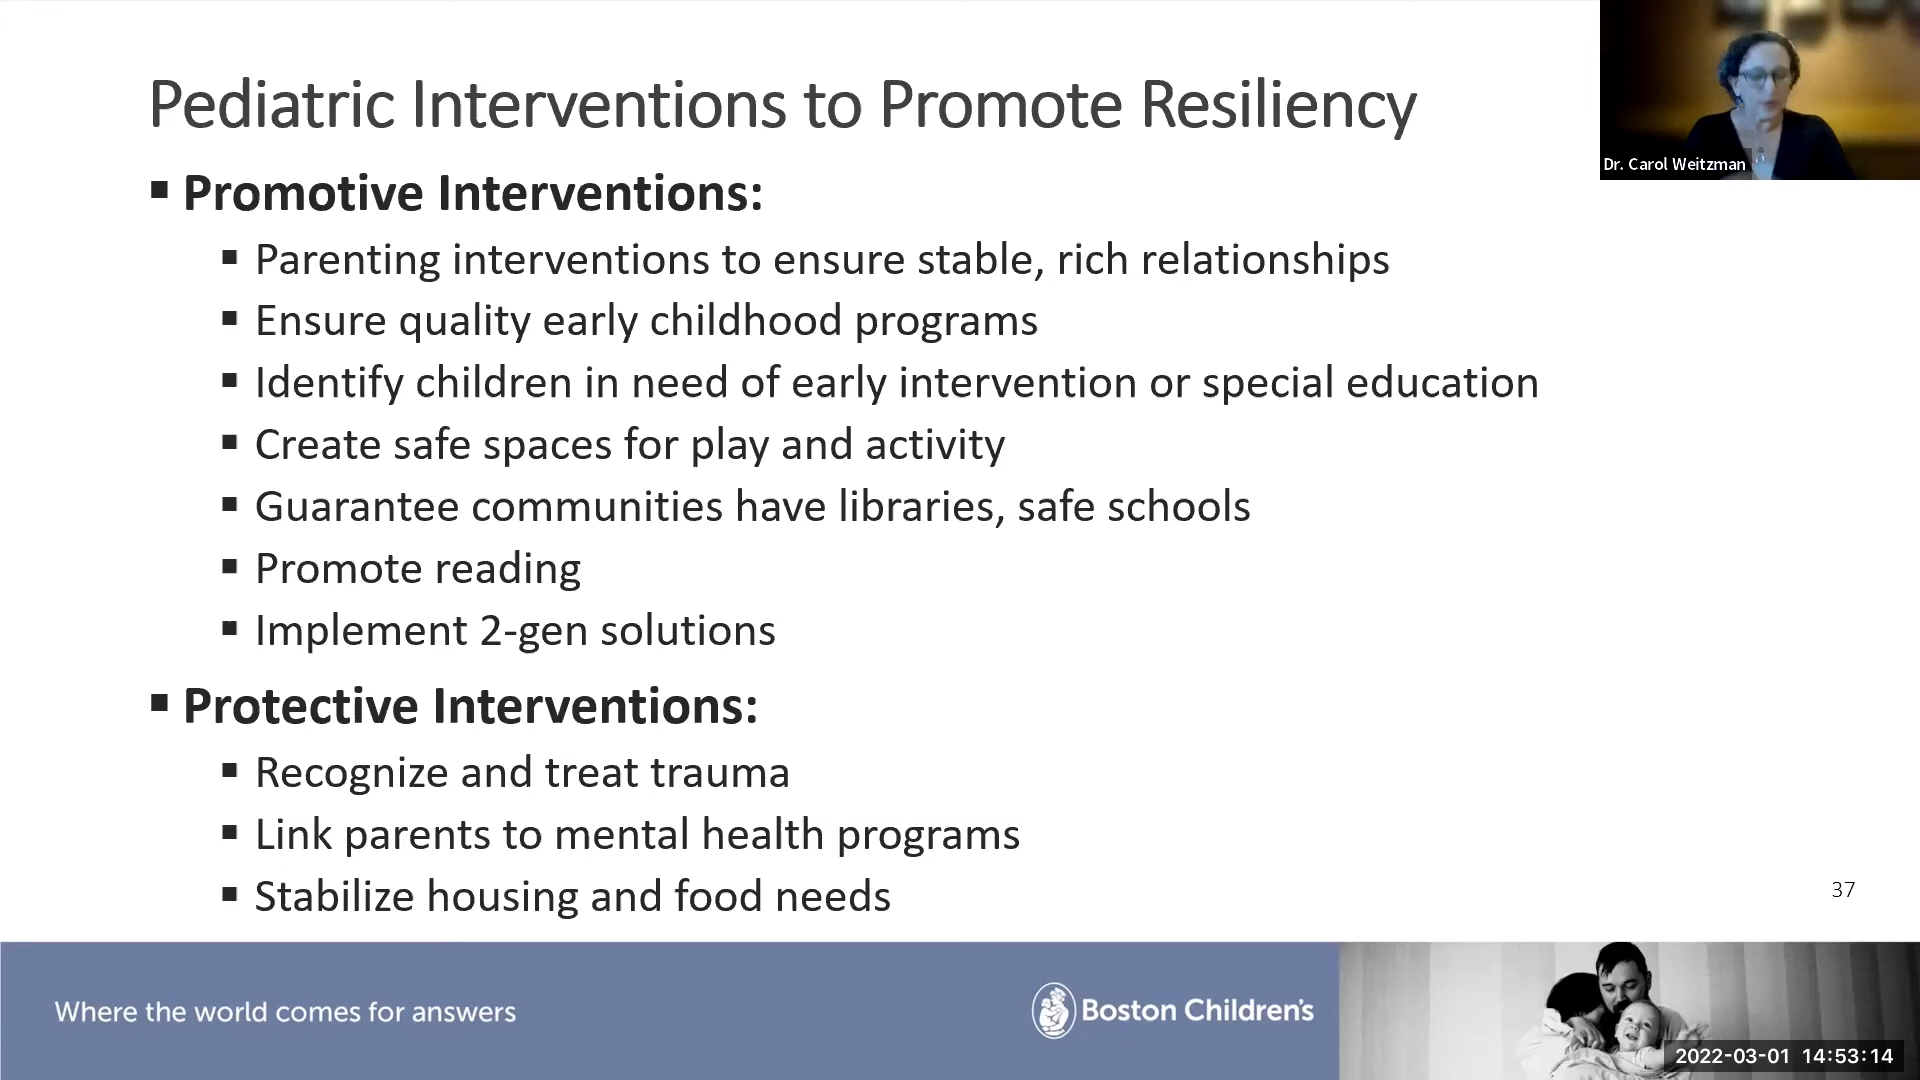 Pediatric Interventions to Promote Resiliency
Dr. Carol Weitzman
Promotive Interventions:
Parenting interventions to ensure stable, rich relationships
Ensure quality early childhood programs
Identify children in need of early intervention or special education
Create safe spaces for play and activity
Guarantee communities have libraries, safe schools
Promote reading
Implement 2-gen solutions
Protective Interventions:
Recognize and treat trauma
Link parents to mental health programs
Stabilize housing and food needs
37
Where the world comes for answers
Boston Children's
2022-03-01 14:53:14